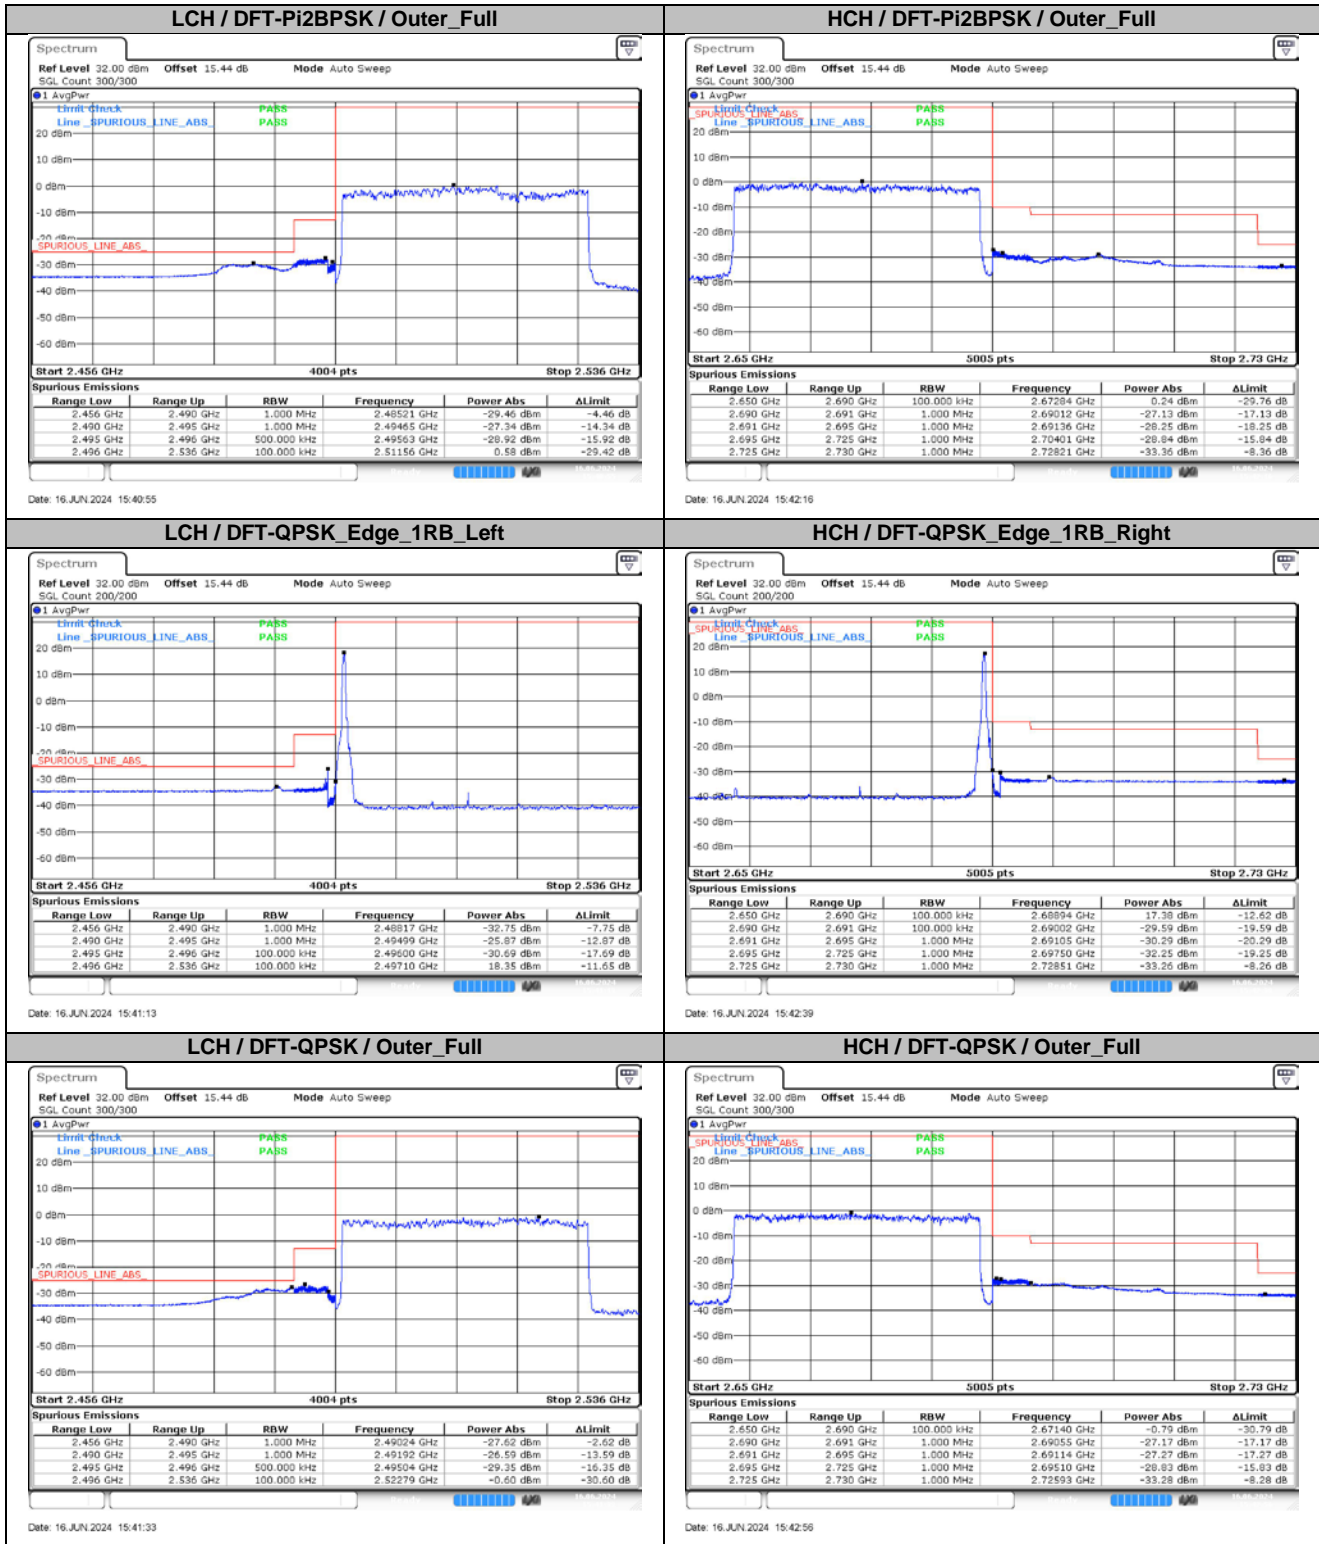 LCH / DFT-Pi2BPSK / Outer_Full
Spectrum
Ref Level 32.00 dBm Offset 15.44 dB Mode Auto Sweep
SGL Count 300/300
1 AvgPwr
Limit Check PASS
Line _SPURIOUS_LINE_ABS_ PASS
20 dBm
10 dBm
0 dBm
-10 dBm
-20 dBm
_SPURIOUS_LINE_ABS_
-30 dBm
-40 dBm
-50 dBm
-60 dBm
Start 2.456 GHz 4004 pts Stop 2.536 GHz
Spurious Emissions
Range Low Range Up RBW Frequency Power Abs ΔLimit
2.456 GHz 2.490 GHz 1.000 MHz 2.48521 GHz -29.46 dBm -4.46 dB
2.490 GHz 2.495 GHz 1.000 MHz 2.49465 GHz -27.34 dBm -14.34 dB
2.495 GHz 2.496 GHz 500.000 kHz 2.49563 GHz -28.92 dBm -15.92 dB
2.496 GHz 2.536 GHz 100.000 kHz 2.51156 GHz 0.58 dBm -29.42 dB
Date: 16.JUN.2024 15:40:55
HCH / DFT-Pi2BPSK / Outer_Full
Spectrum
Ref Level 32.00 dBm Offset 15.44 dB Mode Auto Sweep
SGL Count 300/300
1 AvgPwr
Limit Check PASS
_SPURIOUS_LINE_ABS_
Line _SPURIOUS_LINE_ABS_ PASS
20 dBm
10 dBm
0 dBm
-10 dBm
-20 dBm
-30 dBm
-40 dBm
-50 dBm
-60 dBm
Start 2.65 GHz 5005 pts Stop 2.73 GHz
Spurious Emissions
Range Low Range Up RBW Frequency Power Abs ΔLimit
2.650 GHz 2.690 GHz 100.000 kHz 2.67284 GHz 0.24 dBm -29.76 dB
2.690 GHz 2.691 GHz 1.000 MHz 2.69012 GHz -27.13 dBm -17.13 dB
2.691 GHz 2.695 GHz 1.000 MHz 2.69136 GHz -28.25 dBm -18.25 dB
2.695 GHz 2.725 GHz 1.000 MHz 2.70401 GHz -28.84 dBm -15.84 dB
2.725 GHz 2.730 GHz 1.000 MHz 2.72821 GHz -33.36 dBm -8.36 dB
Date: 16.JUN.2024 15:42:16
LCH / DFT-QPSK_Edge_1RB_Left
Spectrum
Ref Level 32.00 dBm Offset 15.44 dB Mode Auto Sweep
SGL Count 200/200
1 AvgPwr
Limit Check PASS
Line _SPURIOUS_LINE_ABS_ PASS
20 dBm
10 dBm
0 dBm
-10 dBm
-20 dBm
_SPURIOUS_LINE_ABS_
-30 dBm
-40 dBm
-50 dBm
-60 dBm
Start 2.456 GHz 4004 pts Stop 2.536 GHz
Spurious Emissions
Range Low Range Up RBW Frequency Power Abs ΔLimit
2.456 GHz 2.490 GHz 1.000 MHz 2.48817 GHz -32.75 dBm -7.75 dB
2.490 GHz 2.495 GHz 1.000 MHz 2.49499 GHz -25.87 dBm -12.87 dB
2.495 GHz 2.496 GHz 100.000 kHz 2.49600 GHz -30.69 dBm -17.69 dB
2.496 GHz 2.536 GHz 100.000 kHz 2.49710 GHz 18.35 dBm -11.65 dB
Date: 16.JUN.2024 15:41:13
HCH / DFT-QPSK_Edge_1RB_Right
Spectrum
Ref Level 32.00 dBm Offset 15.44 dB Mode Auto Sweep
SGL Count 200/200
1 AvgPwr
Limit Check PASS
_SPURIOUS_LINE_ABS_
Line _SPURIOUS_LINE_ABS_ PASS
20 dBm
10 dBm
0 dBm
-10 dBm
-20 dBm
-30 dBm
-40 dBm
-50 dBm
-60 dBm
Start 2.65 GHz 5005 pts Stop 2.73 GHz
Spurious Emissions
Range Low Range Up RBW Frequency Power Abs ΔLimit
2.650 GHz 2.690 GHz 100.000 kHz 2.68894 GHz 17.38 dBm -12.62 dB
2.690 GHz 2.691 GHz 100.000 kHz 2.69002 GHz -29.59 dBm -19.59 dB
2.691 GHz 2.695 GHz 1.000 MHz 2.69105 GHz -30.29 dBm -20.29 dB
2.695 GHz 2.725 GHz 1.000 MHz 2.69750 GHz -32.25 dBm -19.25 dB
2.725 GHz 2.730 GHz 1.000 MHz 2.72851 GHz -33.26 dBm -8.26 dB
Date: 16.JUN.2024 15:42:39
LCH / DFT-QPSK / Outer_Full
Spectrum
Ref Level 32.00 dBm Offset 15.44 dB Mode Auto Sweep
SGL Count 300/300
1 AvgPwr
Limit Check PASS
Line _SPURIOUS_LINE_ABS_ PASS
20 dBm
10 dBm
0 dBm
-10 dBm
-20 dBm
_SPURIOUS_LINE_ABS_
-30 dBm
-40 dBm
-50 dBm
-60 dBm
Start 2.456 GHz 4004 pts Stop 2.536 GHz
Spurious Emissions
Range Low Range Up RBW Frequency Power Abs ΔLimit
2.456 GHz 2.490 GHz 1.000 MHz 2.49024 GHz -27.62 dBm -2.62 dB
2.490 GHz 2.495 GHz 1.000 MHz 2.49192 GHz -26.59 dBm -13.59 dB
2.495 GHz 2.496 GHz 500.000 kHz 2.49504 GHz -29.35 dBm -16.35 dB
2.496 GHz 2.536 GHz 100.000 kHz 2.52279 GHz -0.60 dBm -30.60 dB
Date: 16.JUN.2024 15:41:33
HCH / DFT-QPSK / Outer_Full
Spectrum
Ref Level 32.00 dBm Offset 15.44 dB Mode Auto Sweep
SGL Count 300/300
1 AvgPwr
Limit Check PASS
_SPURIOUS_LINE_ABS_
Line _SPURIOUS_LINE_ABS_ PASS
20 dBm
10 dBm
0 dBm
-10 dBm
-20 dBm
-30 dBm
-40 dBm
-50 dBm
-60 dBm
Start 2.65 GHz 5005 pts Stop 2.73 GHz
Spurious Emissions
Range Low Range Up RBW Frequency Power Abs ΔLimit
2.650 GHz 2.690 GHz 100.000 kHz 2.67140 GHz -0.79 dBm -30.79 dB
2.690 GHz 2.691 GHz 1.000 MHz 2.69055 GHz -27.17 dBm -17.17 dB
2.691 GHz 2.695 GHz 1.000 MHz 2.69114 GHz -27.27 dBm -17.27 dB
2.695 GHz 2.725 GHz 1.000 MHz 2.69510 GHz -28.83 dBm -15.83 dB
2.725 GHz 2.730 GHz 1.000 MHz 2.72593 GHz -33.28 dBm -8.28 dB
Date: 16.JUN.2024 15:42:56